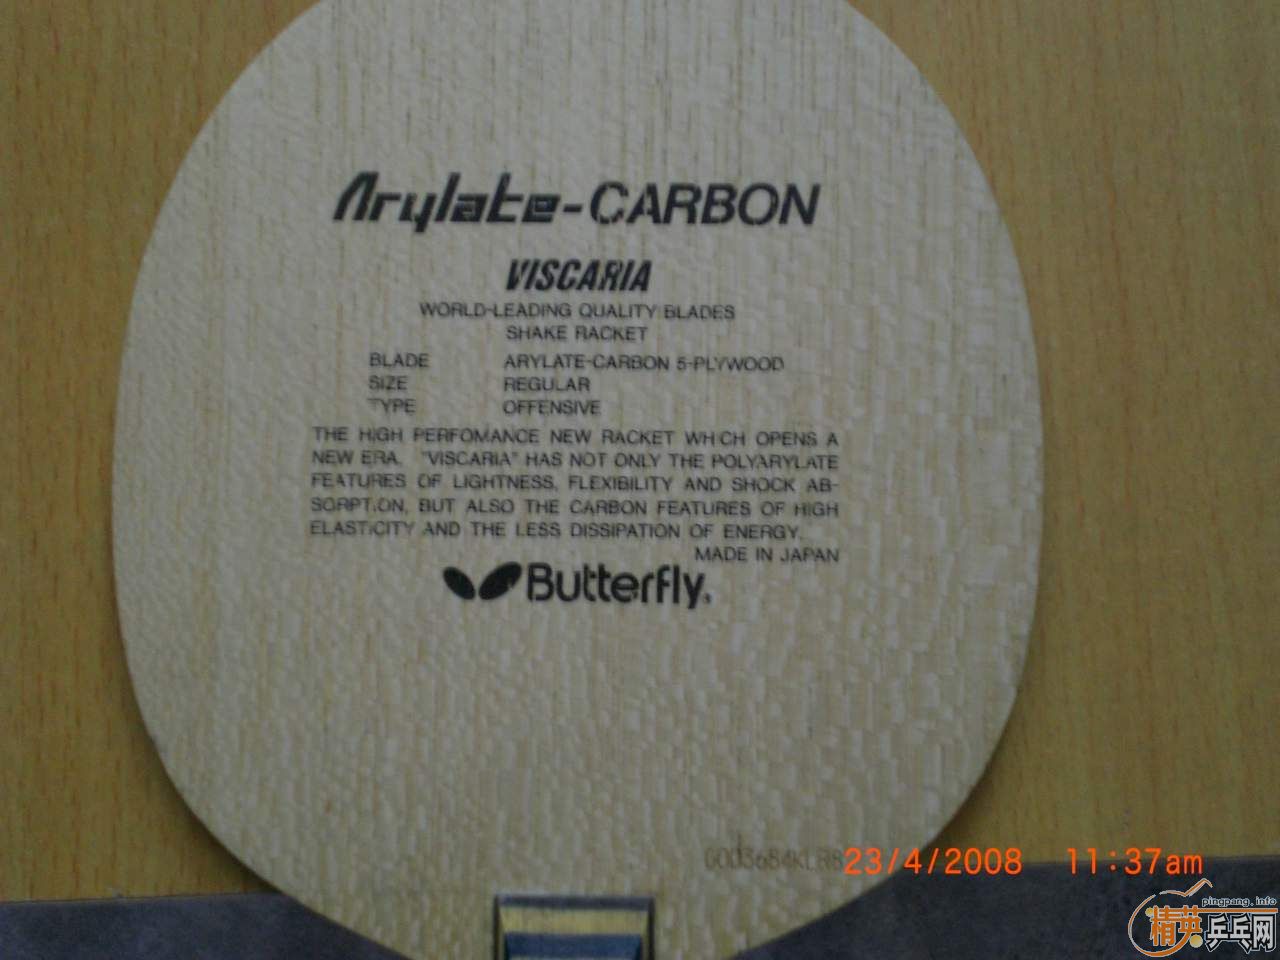 Arylate-CARBON
VISCARIA
WORLD-LEADING QUALITY BLADES
SHAKE RACKET
BLADE ARYLATE-CARBON 5-PLYWOOD
SIZE REGULAR
TYPE OFFENSIVE
THE HIGH PERFOMANCE NEW RACKET WHICH OPENS A
NEW ERA. "VISCARIA" HAS NOT ONLY THE POLYARYLATE
FEATURES OF LIGHTNESS, FLEXIBILITY AND SHOCK AB-
SORPTION, BUT ALSO THE CARBON FEATURES OF HIGH
ELASTICITY AND THE LESS DISSIPATION OF ENERGY.
MADE IN JAPAN
Butterfly
23/4/2008 11:37am
pingpang.info
精英乒乓网